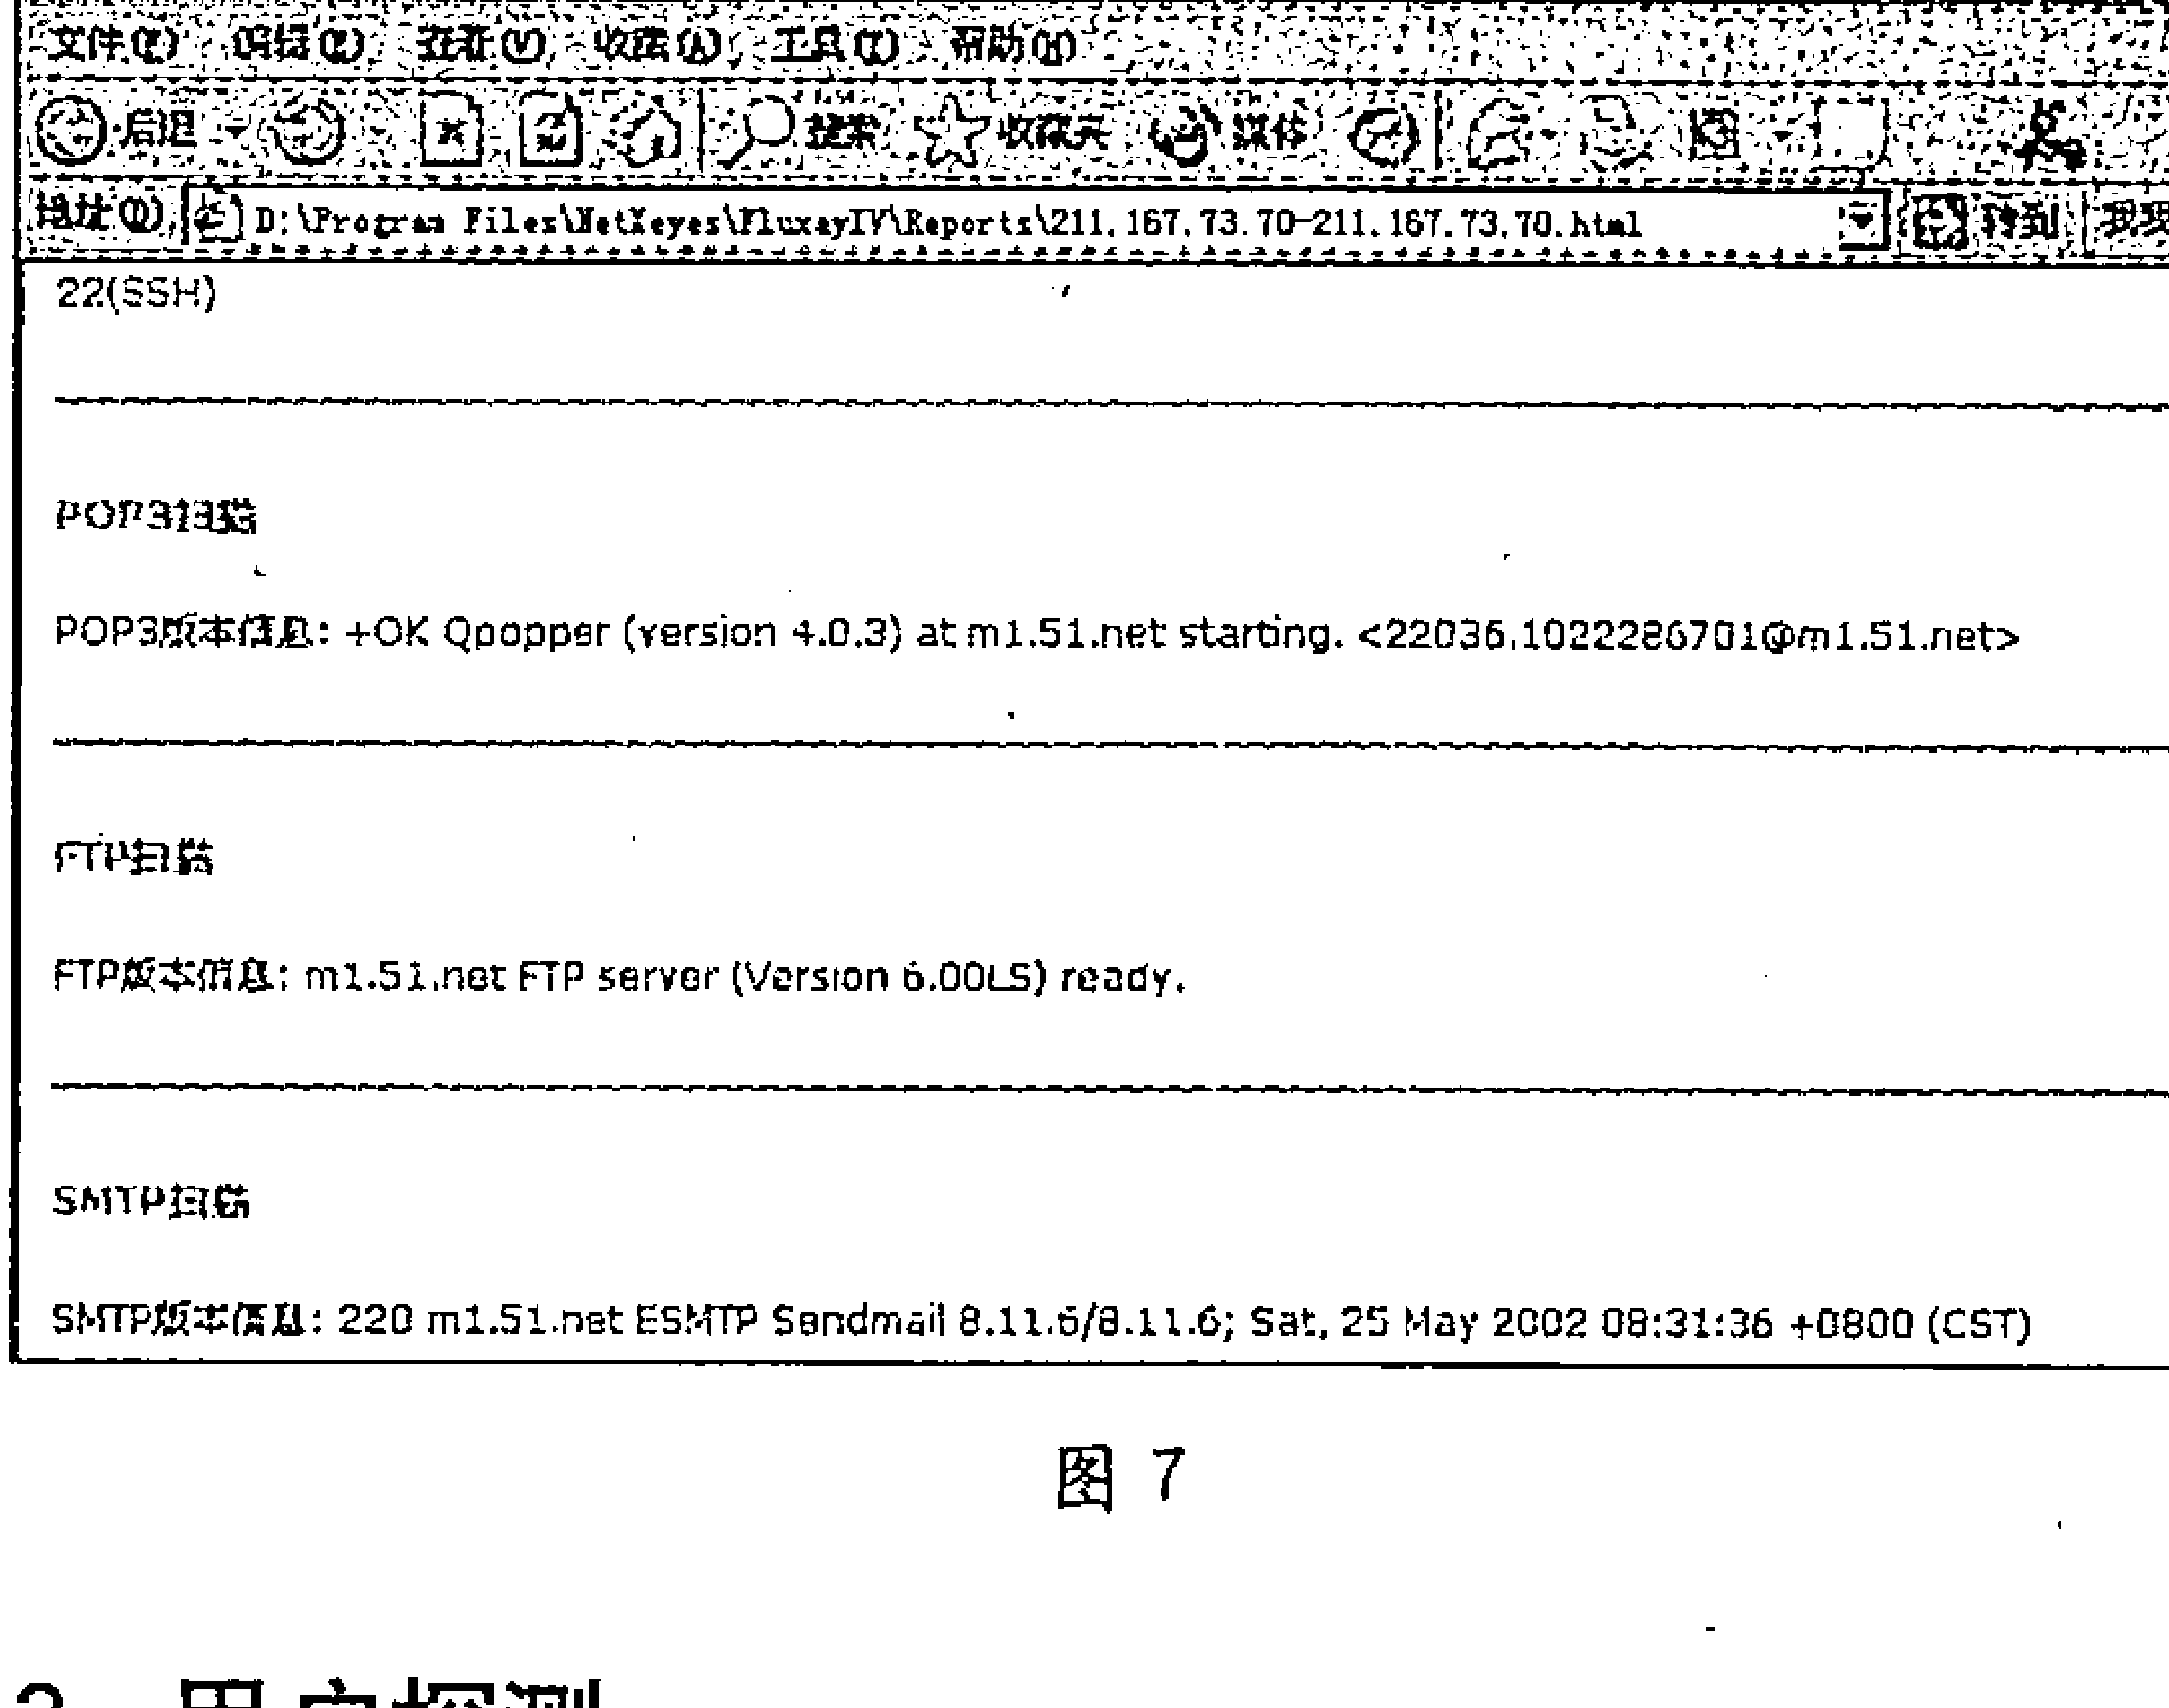 文件(F) 编辑(E) 查看(V) 收藏(A) 工具(T) 帮助(H)
后退 搜索 收藏夹 媒体
地址(D) D:\Program Files\NetXeyes\FluxayIV\Reports\211.167.73.70-211.167.73.70.html 转到
22(SSH)
POP3扫描
POP3版本信息: +OK Qpopper (version 4.0.3) at m1.51.net starting. <22036.1022286701@m1.51.net>
FTP扫描
FTP版本信息: m1.51.net FTP server (Version 6.00LS) ready.
SMTP扫描
SMTP版本信息: 220 m1.51.net ESMTP Sendmail 8.11.6/8.11.6; Sat, 25 May 2002 08:31:36 +0800 (CST)
图 7
用户探测